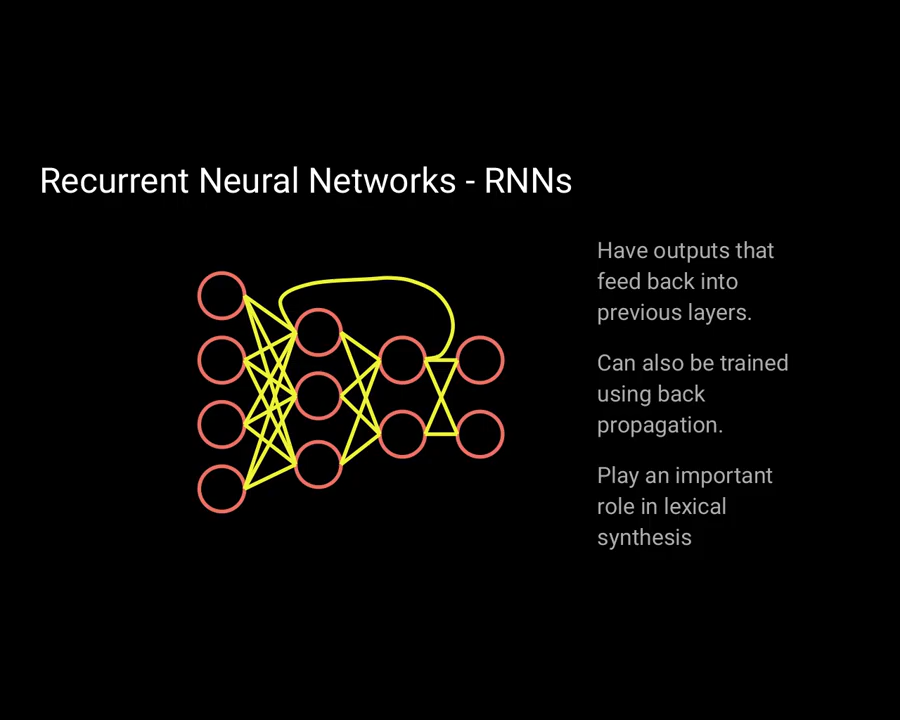 Recurrent Neural Networks - RNNs
Have outputs that
feed back into
previous layers.
Can also be trained
using back
propagation.
Play an important
role in lexical
synthesis